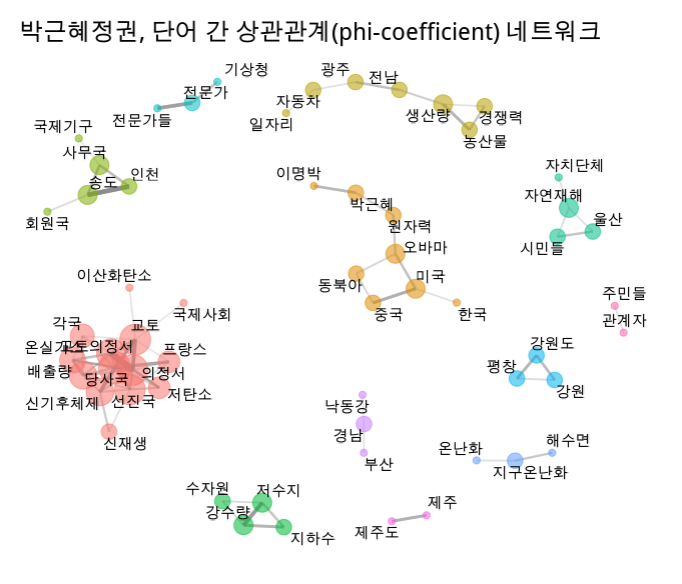 박근혜정권, 단어 간 상관관계(phi-coefficient) 네트워크
기상청
전문가
전문가들
광주
전남
자동차
일자리
생산량
경쟁력
농산물
국제기구
사무국
송도
인천
회원국
이명박
박근혜
원자력
오바마
동북아
미국
중국
한국
자치단체
자연재해
울산
시민들
이산화탄소
국제사회
각국
교토
온실가스
교토의정서
프랑스
배출량
당사국
의정서
신기후체제
선진국
저탄소
신재생
주민들
관계자
강원도
평창
강원
낙동강
경남
부산
온난화
해수면
지구온난화
수자원
저수지
강수량
지하수
제주
제주도